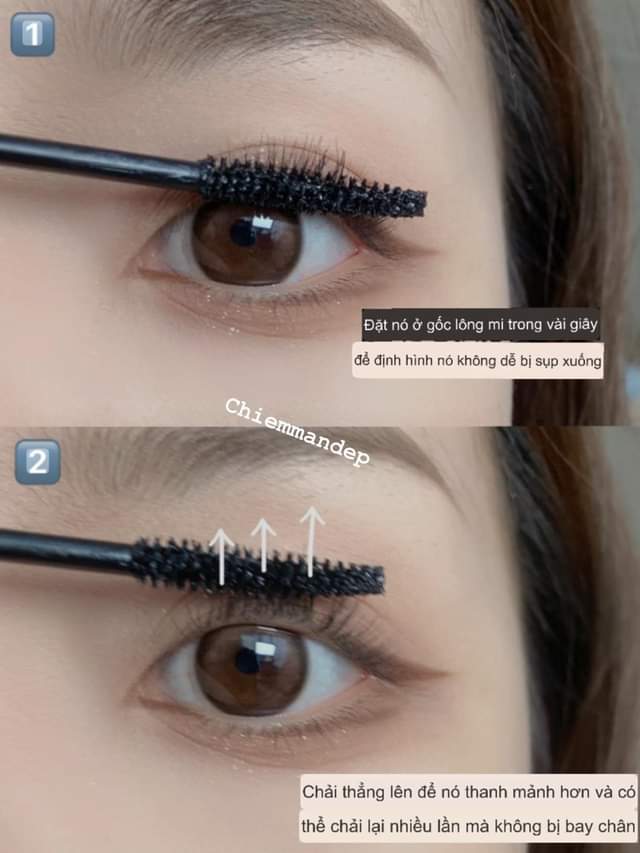 1
Đặt nó ở gốc lông mi trong vài giây
để định hình nó không dễ bị sụp xuống
Chiemmandep
2
Chải thẳng lên để nó thanh mảnh hơn và có
thể chải lại nhiều lần mà không bị bay chân